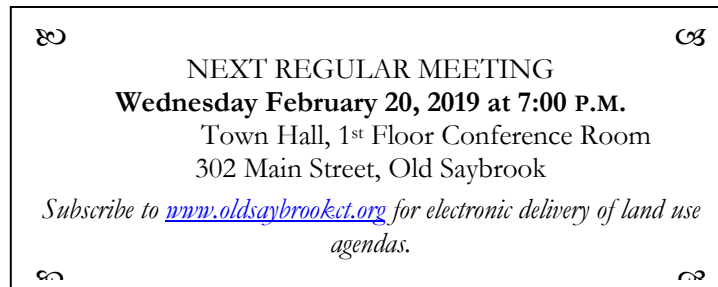 NEXT REGULAR MEETING
Wednesday February 20, 2019 at 7:00 P.M.
Town Hall, 1st Floor Conference Room
302 Main Street, Old Saybrook
Subscribe to www.oldsaybrookct.org for electronic delivery of land use
agendas.